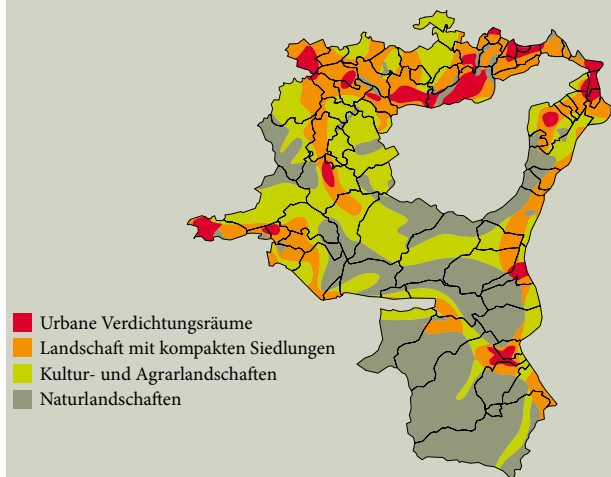 Urbane Verdichtungsräume
Landschaft mit kompakten Siedlungen
Kultur- und Agrarlandschaften
Naturlandschaften